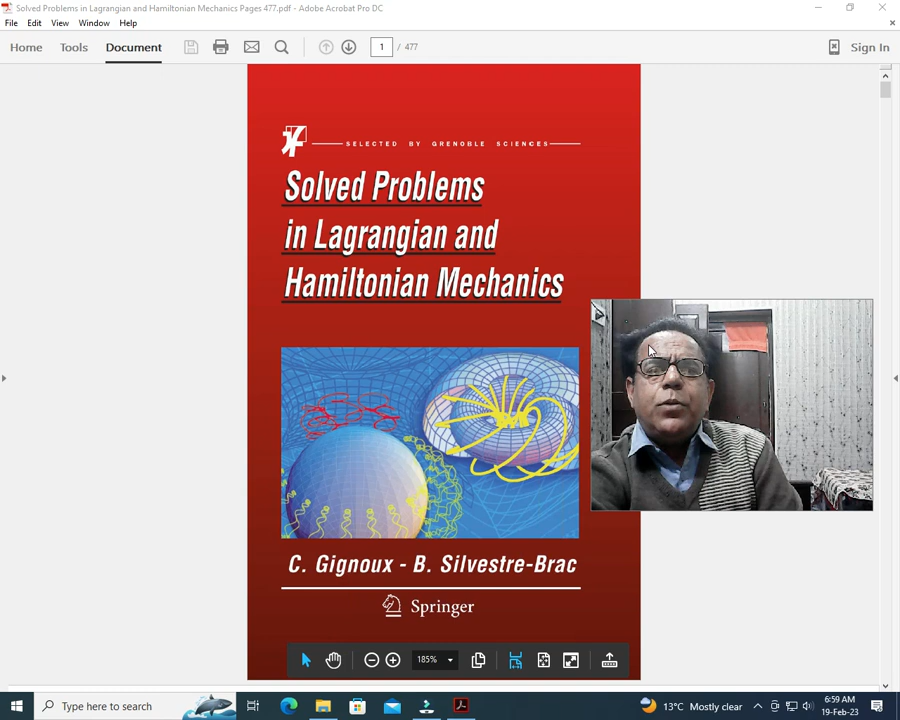 Solved Problems in Lagrangian and Hamiltonian Mechanics Pages 477.pdf - Adobe Acrobat Pro DC
File Edit View Window Help
Home Tools Document 1 / 477 Sign In
SELECTED BY GRENOBLE SCIENCES
Solved Problems
in Lagrangian and
Hamiltonian Mechanics
C. Gignoux - B. Silvestre-Brac
Springer
185%
Type here to search
13°C Mostly clear
6:59 AM
19-Feb-23